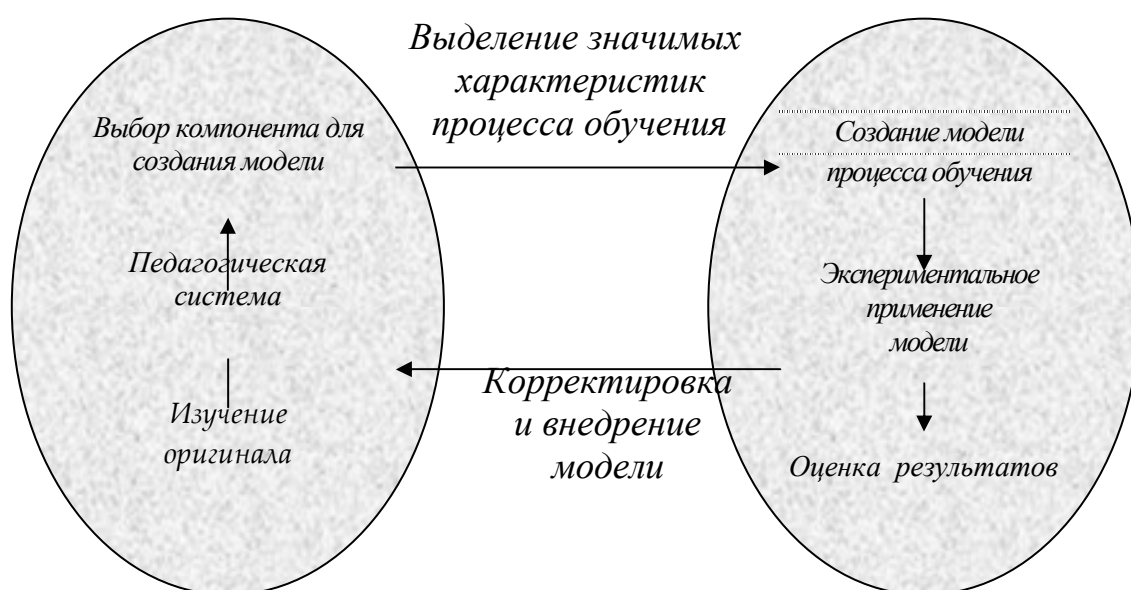 Выделение значимых
характеристик
процесса обучения
Выбор компонента для
создания модели
Педагогическая
система
Изучение
оригинала
Создание модели
процесса обучения
Экспериментальное
применение
модели
Оценка результатов
Корректировка
и внедрение
модели